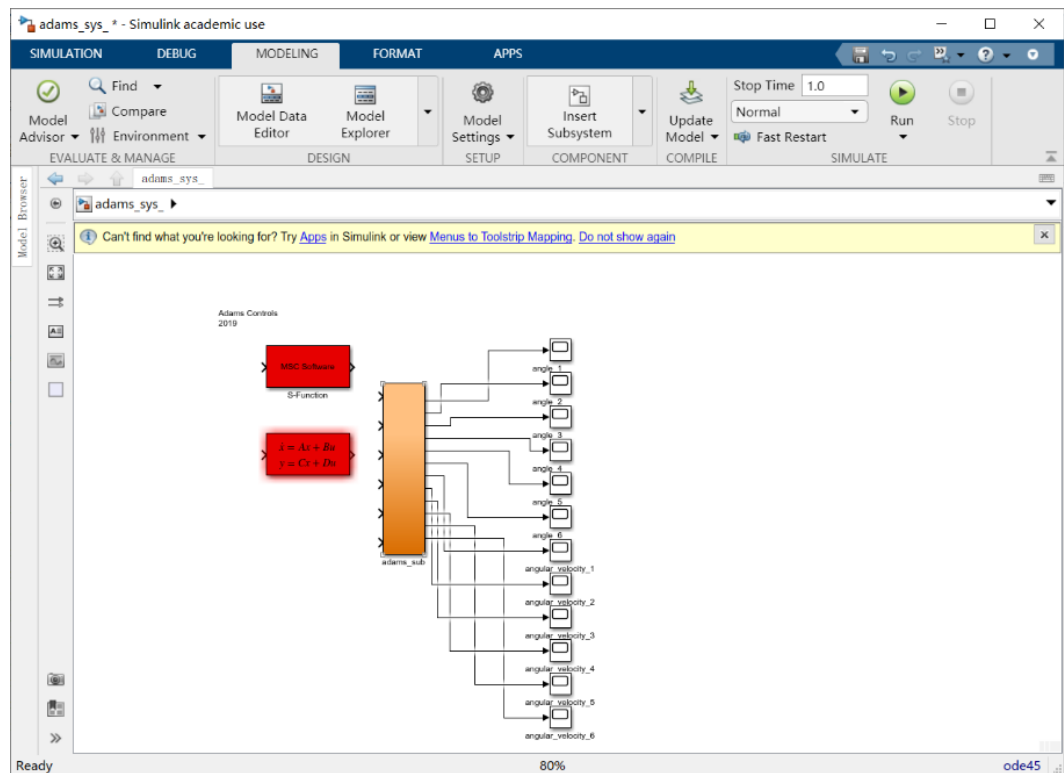 adams_sys_ * - Simulink academic use
SIMULATION DEBUG MODELING FORMAT APPS
Model Advisor
Find
Compare
Environment
Model Data Editor
Model Explorer
Model Settings
Insert Subsystem
Update Model
Stop Time 1.0
Normal
Fast Restart
Run
Stop
EVALUATE & MANAGE DESIGN SETUP COMPONENT COMPILE SIMULATE
Model Browser
adams_sys_
adams_sys_
Can't find what you're looking for? Try Apps in Simulink or view Menus to Toolstrip Mapping. Do not show again
Adams Controls
2019
MSC Software
S-Function
ẋ = Ax + Bu
y = Cx + Du
adams_sub
angle_1
angle_2
angle_3
angle_4
angle_5
angle_6
angular_velocity_1
angular_velocity_2
angular_velocity_3
angular_velocity_4
angular_velocity_5
angular_velocity_6
Ready 80% ode45